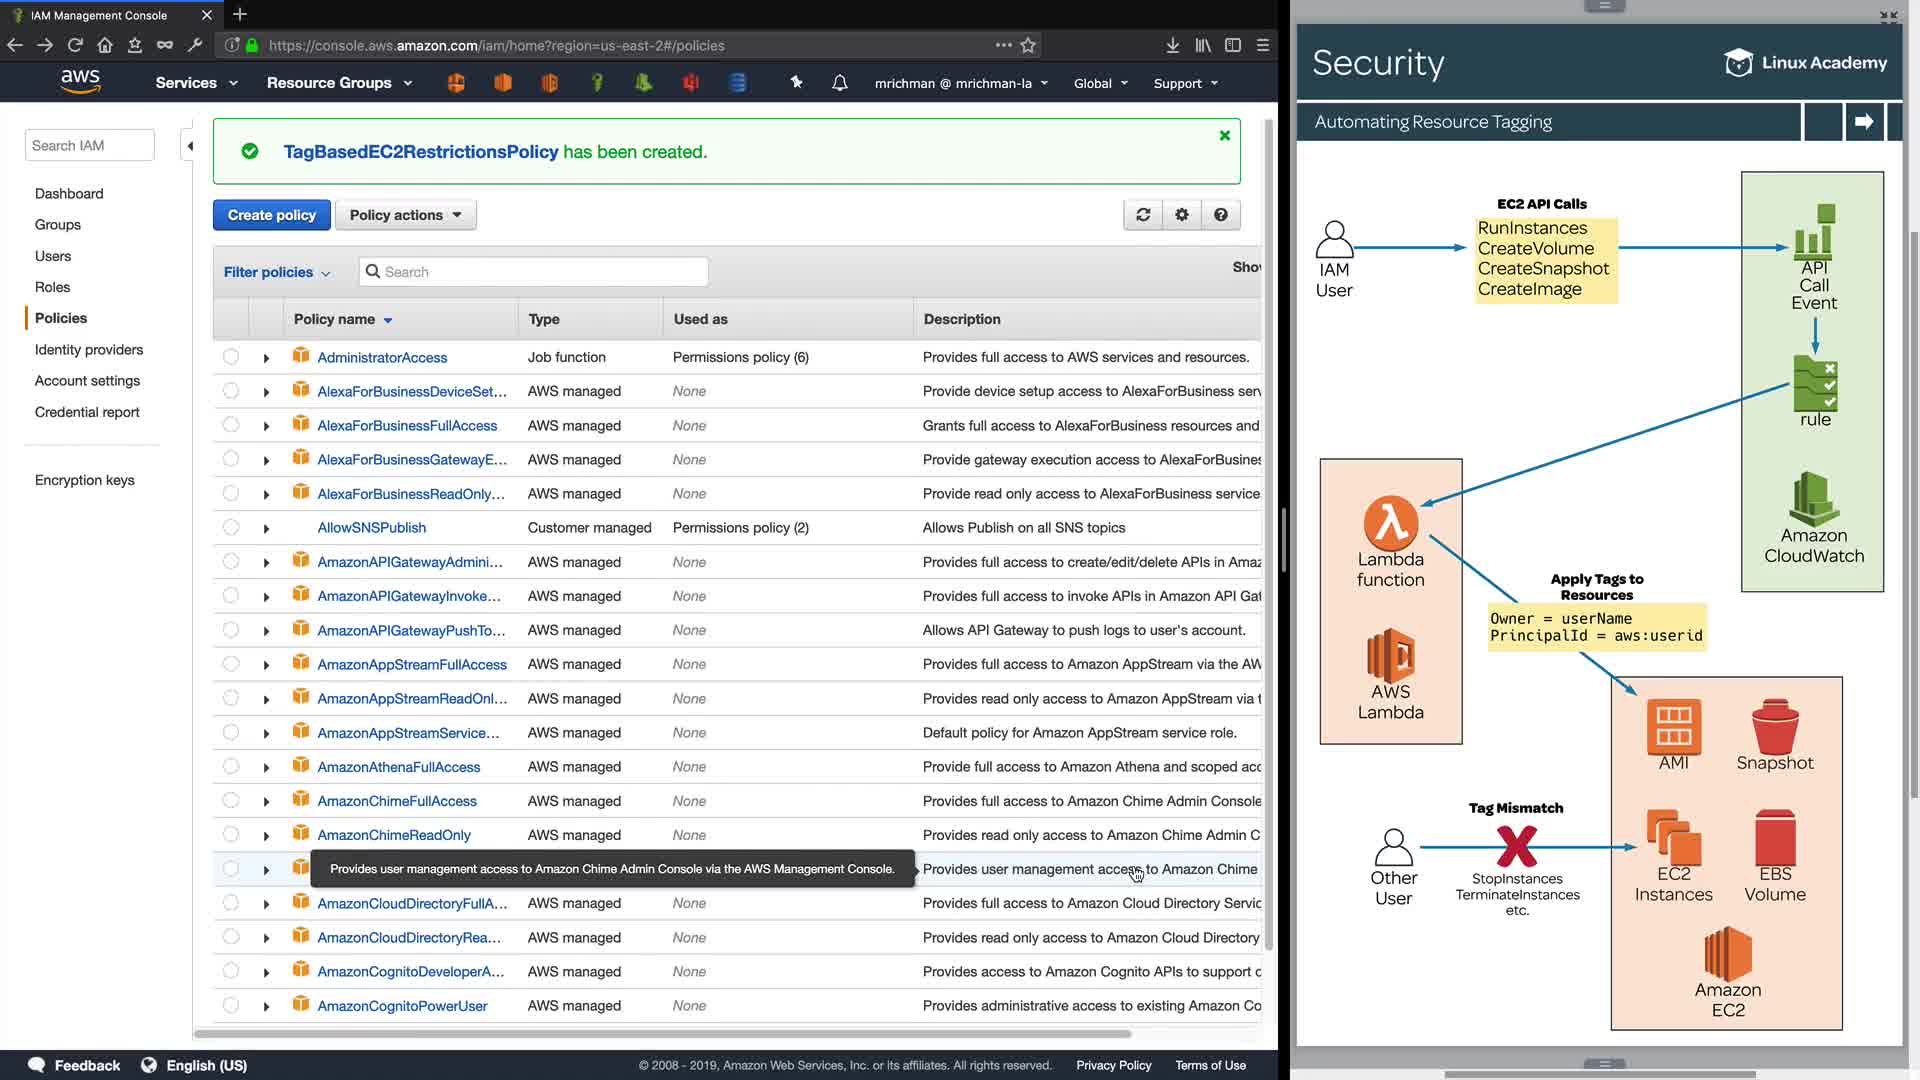 IAM Management Console
https://console.aws.amazon.com/iam/home?region=us-east-2#/policies
aws
Services
Resource Groups
mrichman @ mrichman-la
Global
Support
Search IAM
Dashboard
Groups
Users
Roles
Policies
Identity providers
Account settings
Credential report
Encryption keys
TagBasedEC2RestrictionsPolicy has been created.
Create policy
Policy actions
Filter policies
Search
Show
Policy name Type Used as Description
AdministratorAccess Job function Permissions policy (6) Provides full access to AWS services and resources.
AlexaForBusinessDeviceSet... AWS managed None Provide device setup access to AlexaForBusiness serv
AlexaForBusinessFullAccess AWS managed None Grants full access to AlexaForBusiness resources and
AlexaForBusinessGatewayE... AWS managed None Provide gateway execution access to AlexaForBusines
AlexaForBusinessReadOnly... AWS managed None Provide read only access to AlexaForBusiness service
AllowSNSPublish Customer managed Permissions policy (2) Allows Publish on all SNS topics
AmazonAPIGatewayAdmini... AWS managed None Provides full access to create/edit/delete APIs in Amaz
AmazonAPIGatewayInvoke... AWS managed None Provides full access to invoke APIs in Amazon API Gat
AmazonAPIGatewayPushTo... AWS managed None Allows API Gateway to push logs to user's account.
AmazonAppStreamFullAccess AWS managed None Provides full access to Amazon AppStream via the AW
AmazonAppStreamReadOnl... AWS managed None Provides read only access to Amazon AppStream via t
AmazonAppStreamService... AWS managed None Default policy for Amazon AppStream service role.
AmazonAthenaFullAccess AWS managed None Provide full access to Amazon Athena and scoped acc
AmazonChimeFullAccess AWS managed None Provides full access to Amazon Chime Admin Console
AmazonChimeReadOnly AWS managed None Provides read only access to Amazon Chime Admin C
Provides user management access to Amazon Chime Admin Console via the AWS Management Console. Provides user management access to Amazon Chime
AmazonCloudDirectoryFullA... AWS managed None Provides full access to Amazon Cloud Directory Servic
AmazonCloudDirectoryRea... AWS managed None Provides read only access to Amazon Cloud Directory
AmazonCognitoDeveloperA... AWS managed None Provides access to Amazon Cognito APIs to support d
AmazonCognitoPowerUser AWS managed None Provides administrative access to existing Amazon Co
Feedback
English (US)
© 2008 - 2019, Amazon Web Services, Inc. or its affiliates. All rights reserved.
Privacy Policy
Terms of Use
Security
Linux Academy
Automating Resource Tagging
IAM
User
EC2 API Calls
RunInstances
CreateVolume
CreateSnapshot
CreateImage
API
Call
Event
rule
Amazon
CloudWatch
Lambda
function
AWS
Lambda
Apply Tags to
Resources
Owner = userName
PrincipalId = aws:userid
AMI
Snapshot
Tag Mismatch
Other
User
StopInstances
TerminateInstances
etc.
EC2
Instances
EBS
Volume
Amazon
EC2